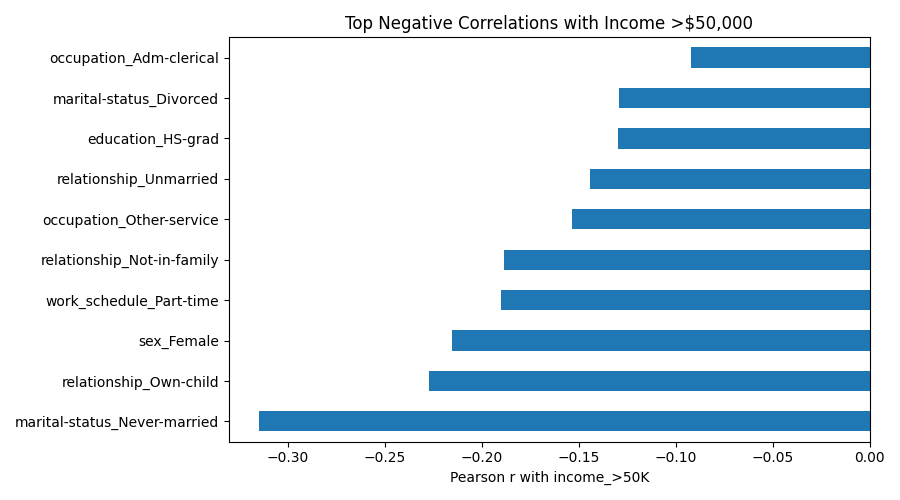 Top Negative Correlations with Income >$50,000
occupation_Adm-clerical
marital-status_Divorced
education_HS-grad
relationship_Unmarried
occupation_Other-service
relationship_Not-in-family
work_schedule_Part-time
sex_Female
relationship_Own-child
marital-status_Never-married
−0.30 −0.25 −0.20 −0.15 −0.10 −0.05 0.00
Pearson r with income_>50K